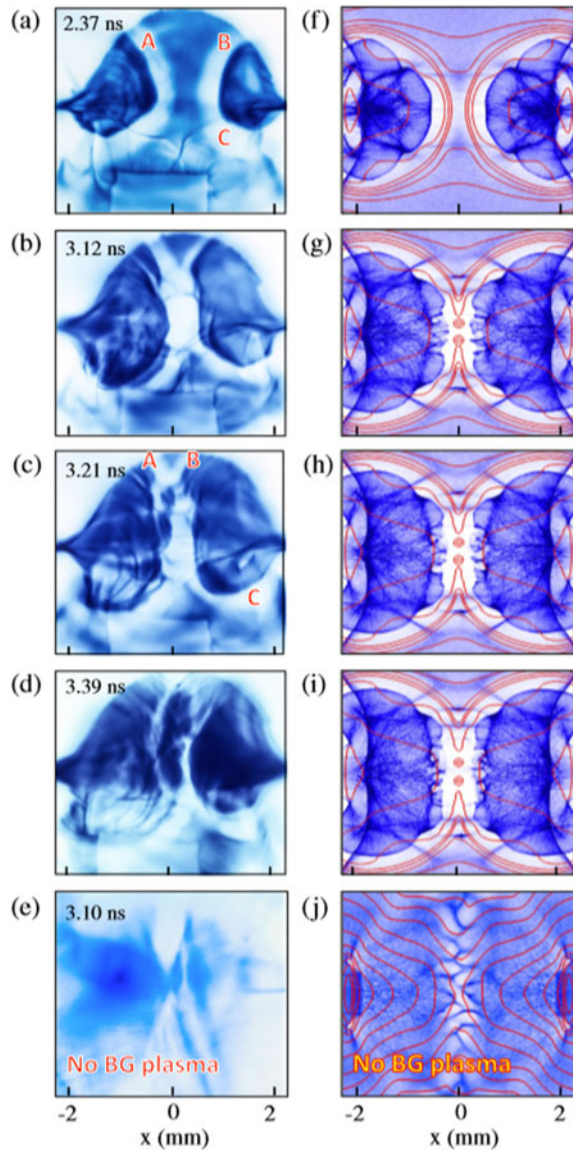 (a)
2.37 ns
A
B
C
(f)
(b)
3.12 ns
(g)
(c)
3.21 ns
A
B
C
(h)
(d)
3.39 ns
(i)
(e)
3.10 ns
No BG plasma
(j)
No BG plasma
-2 0 2
x (mm)
-2 0 2
x (mm)